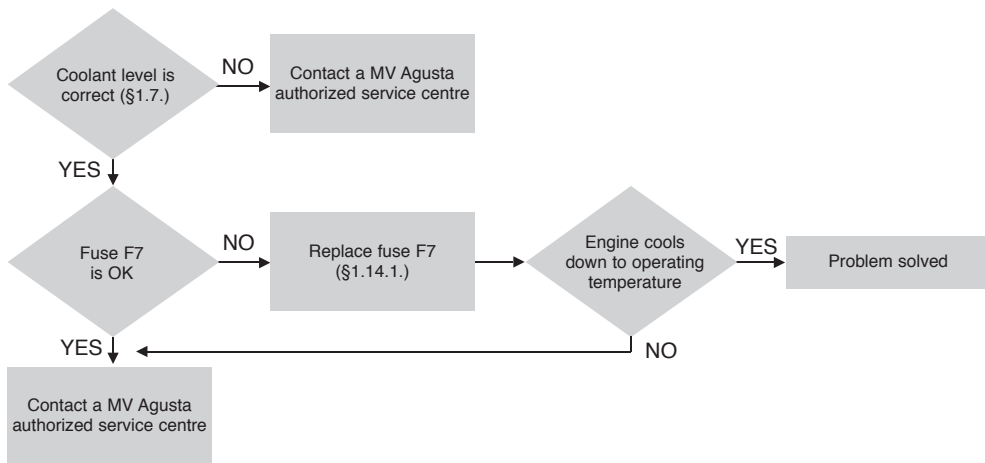 Coolant level is
correct (§1.7.)
NO
Contact a MV Agusta
authorized service centre
YES
Fuse F7
is OK
NO
Replace fuse F7
(§1.14.1.)
Engine cools
down to operating
temperature
YES
Problem solved
YES
NO
Contact a MV Agusta
authorized service centre